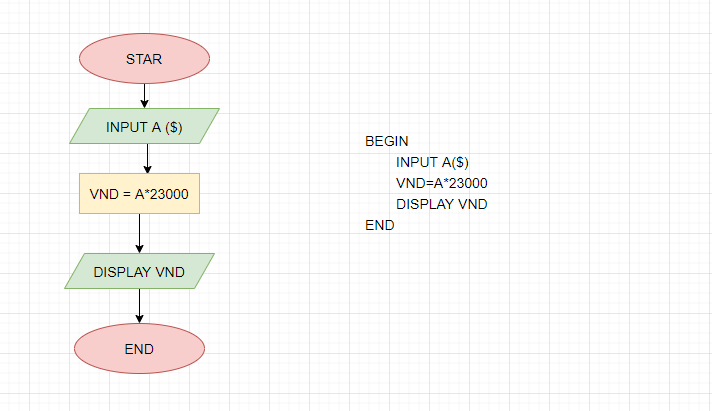 STAR
INPUT A ($)
VND = A*23000
DISPLAY VND
END
BEGIN
INPUT A($)
VND=A*23000
DISPLAY VND
END